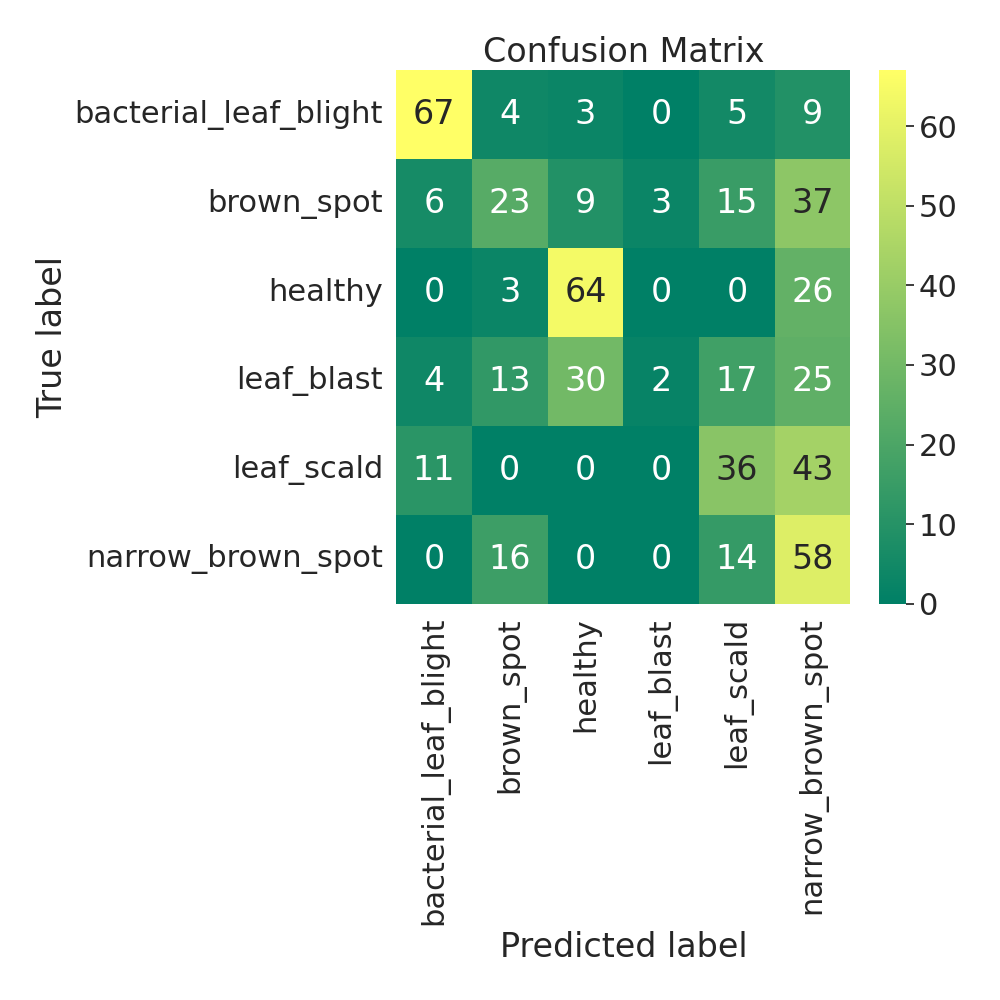 Confusion Matrix
bacterial_leaf_blight 67 4 3 0 5 9
brown_spot 6 23 9 3 15 37
healthy 0 3 64 0 0 26
leaf_blast 4 13 30 2 17 25
leaf_scald 11 0 0 0 36 43
narrow_brown_spot 0 16 0 0 14 58
True label
bacterial_leaf_blight
brown_spot
healthy
leaf_blast
leaf_scald
narrow_brown_spot
Predicted label
60
50
40
30
20
10
0